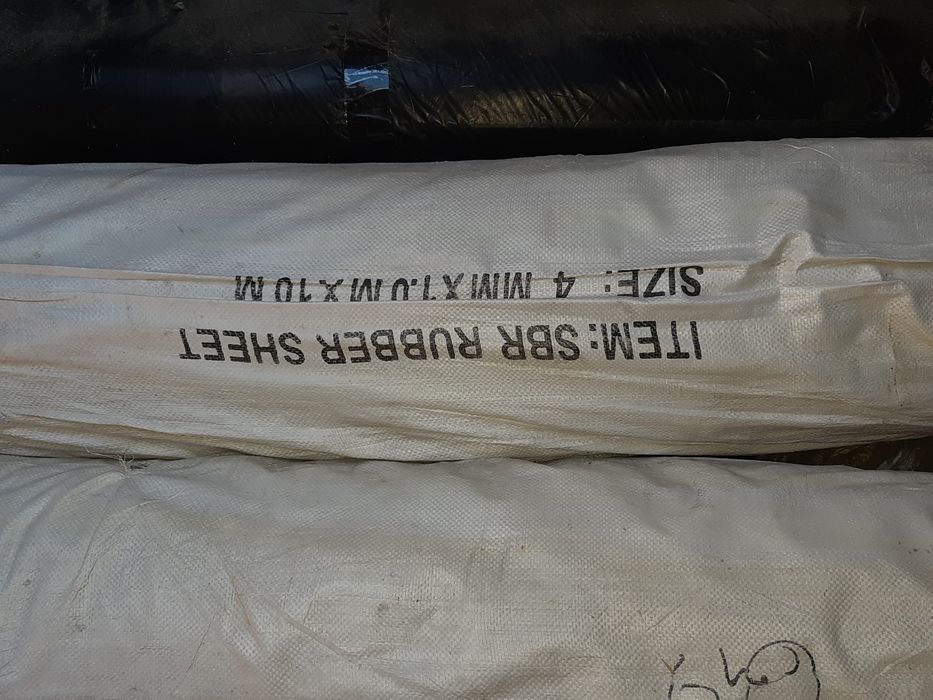 ITEM: SBR RUBBER SHEET
SIZE: 4 MM X 1.0 M X 10 M